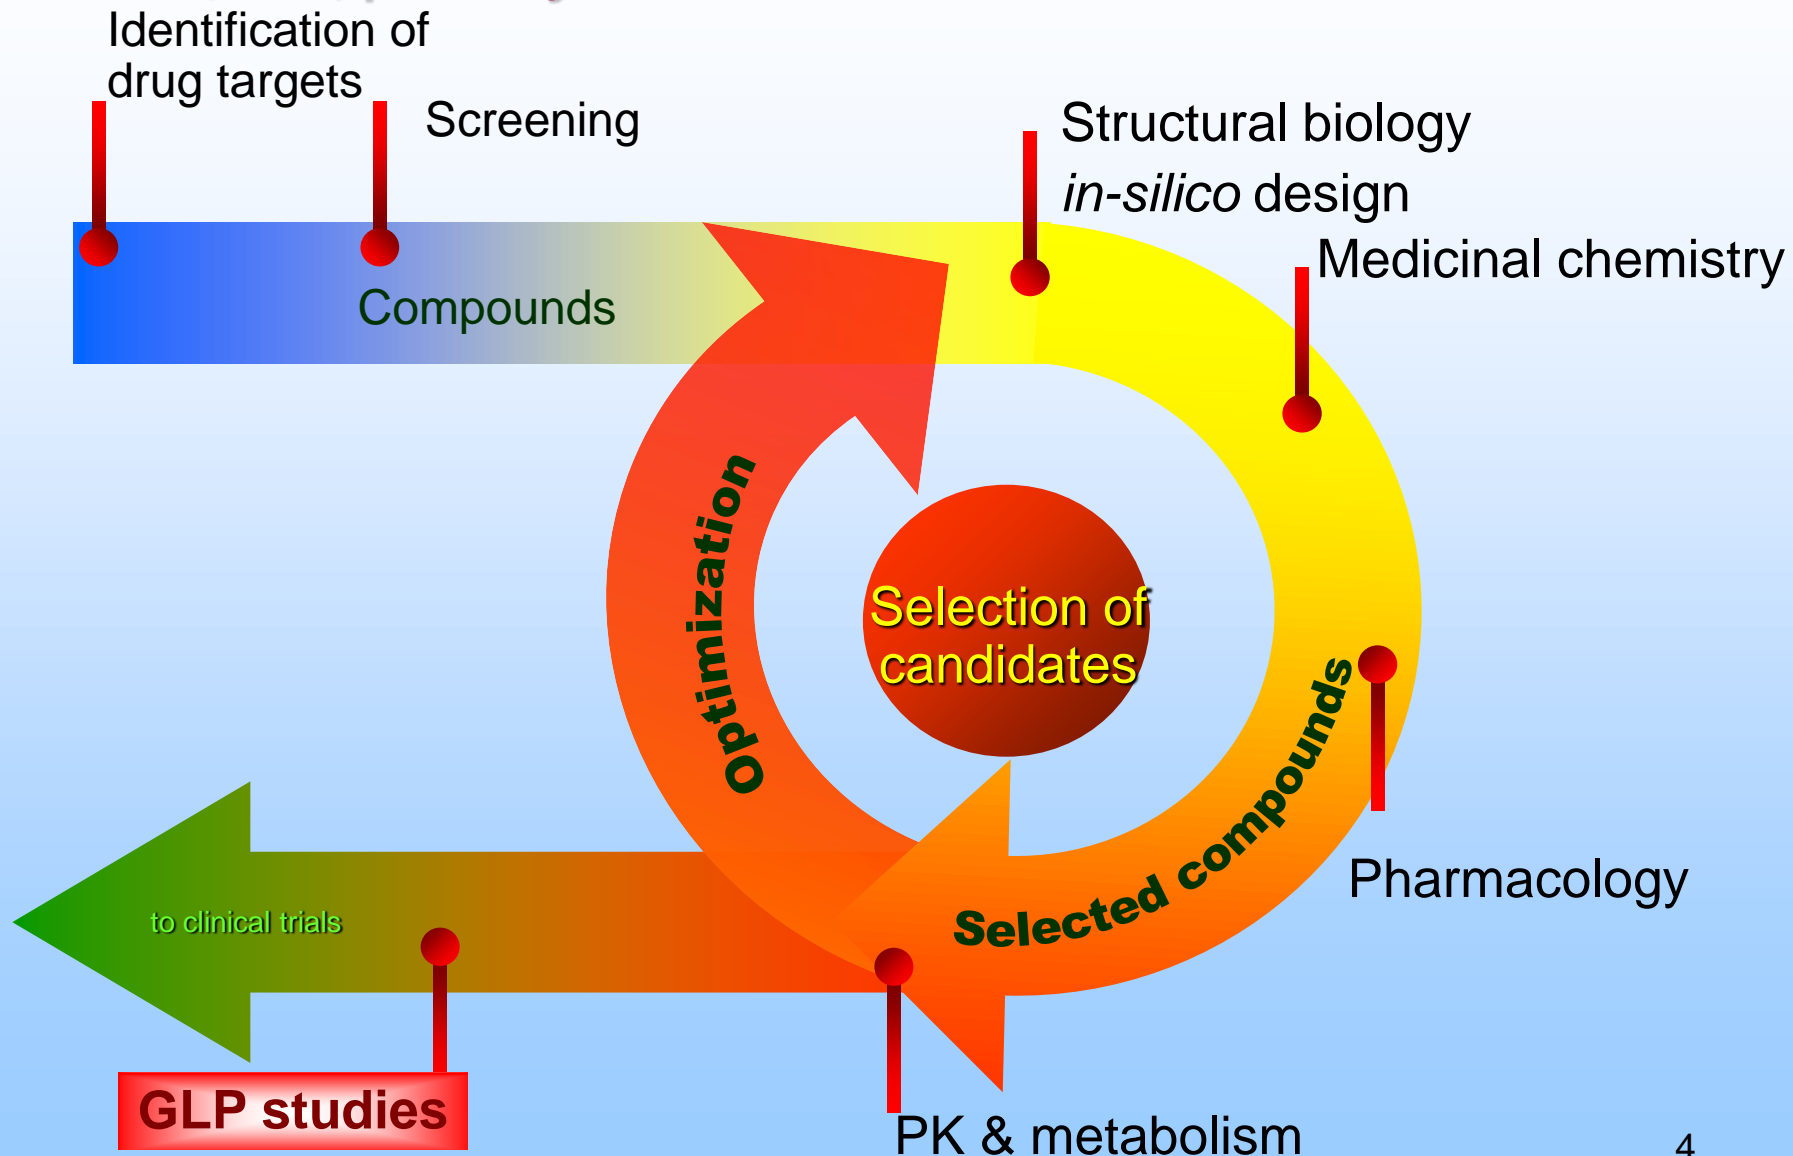 Identification of
drug targets
Screening
Structural biology
in-silico design
Medicinal chemistry
Compounds
Optimization
Selection of
candidates
Selected compounds
Pharmacology
to clinical trials
GLP studies
PK & metabolism
4